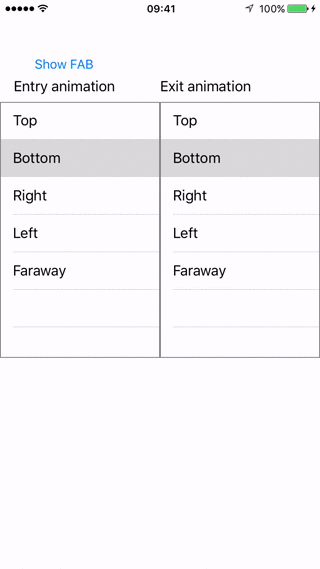 09:41 100%
Show FAB
Entry animation Exit animation
Top Top
Bottom Bottom
Right Right
Left Left
Faraway Faraway